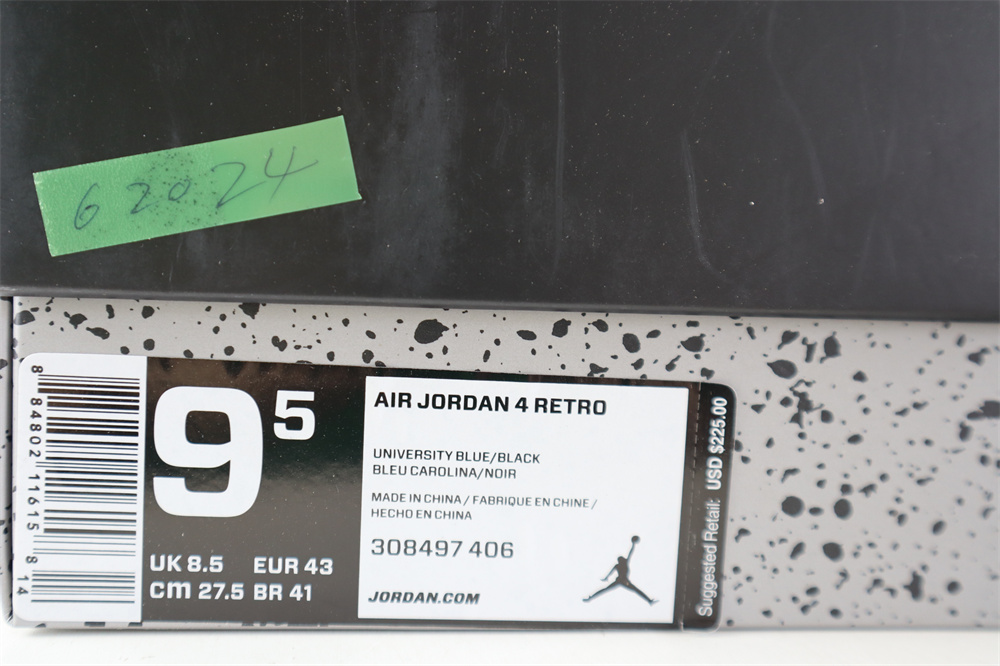 6 2024
8 84802 11615 8 14
9 5
UK 8.5 EUR 43
cm 27.5 BR 41
AIR JORDAN 4 RETRO
UNIVERSITY BLUE/BLACK
BLEU CAROLINA/NOIR
MADE IN CHINA / FABRIQUE EN CHINE /
HECHO EN CHINA
308497 406
JORDAN.COM
Suggested Retail: USD $225.00